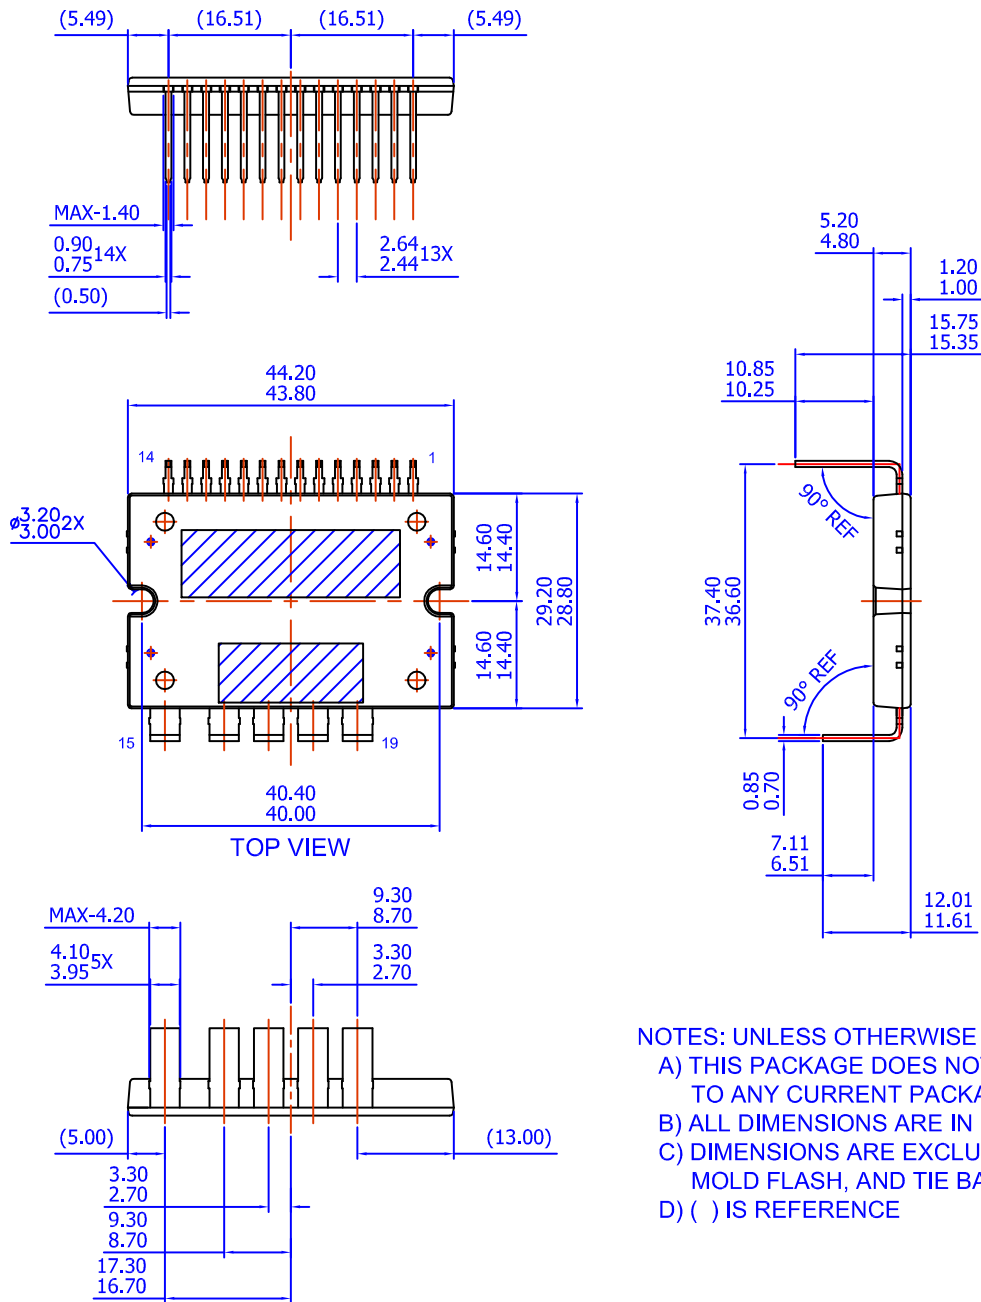 (5.49)
(16.51)
(16.51)
(5.49)
MAX-1.40
0.90
0.75 14X
(0.50)
2.64
2.44 13X
5.20
4.80
1.20
1.00
15.75
15.35
10.85
10.25
44.20
43.80
14
1
ø3.20
3.00 2X
14.60
14.40
29.20
28.80
14.60
14.40
90° REF
37.40
36.60
90° REF
15
19
40.40
40.00
TOP VIEW
0.85
0.70
7.11
6.51
12.01
11.61
MAX-4.20
9.30
8.70
4.10
3.95 5X
3.30
2.70
(5.00)
(13.00)
3.30
2.70
9.30
8.70
17.30
16.70
NOTES: UNLESS OTHERWISE
A) THIS PACKAGE DOES NO
TO ANY CURRENT PACKA
B) ALL DIMENSIONS ARE IN
C) DIMENSIONS ARE EXCLU
MOLD FLASH, AND TIE BA
D) ( ) IS REFERENCE